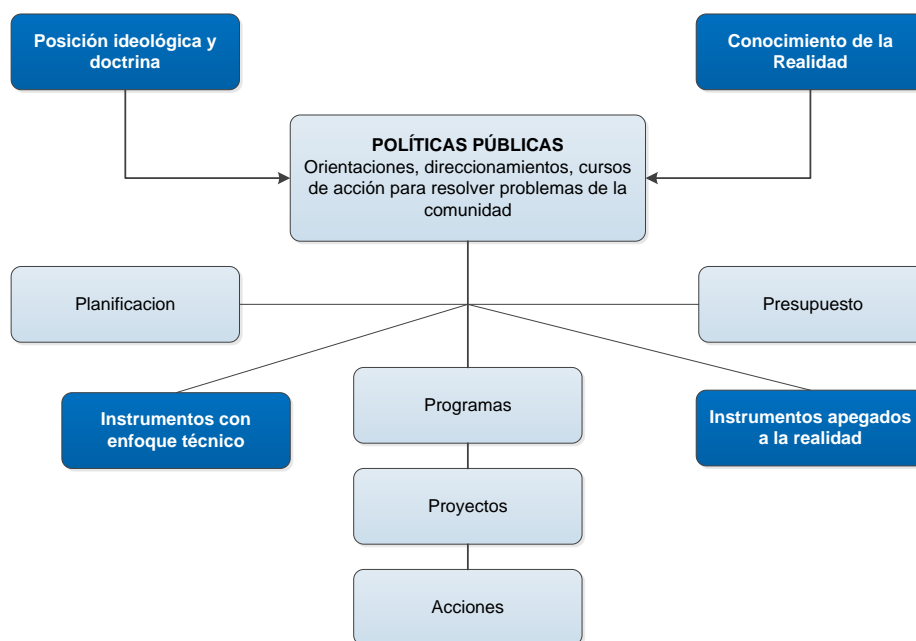 Posición ideológica y
doctrina
Conocimiento de la
Realidad
POLÍTICAS PÚBLICAS
Orientaciones, direccionamientos, cursos
de acción para resolver problemas de la
comunidad
Planificacion
Presupuesto
Instrumentos con
enfoque técnico
Programas
Instrumentos apegados
a la realidad
Proyectos
Acciones